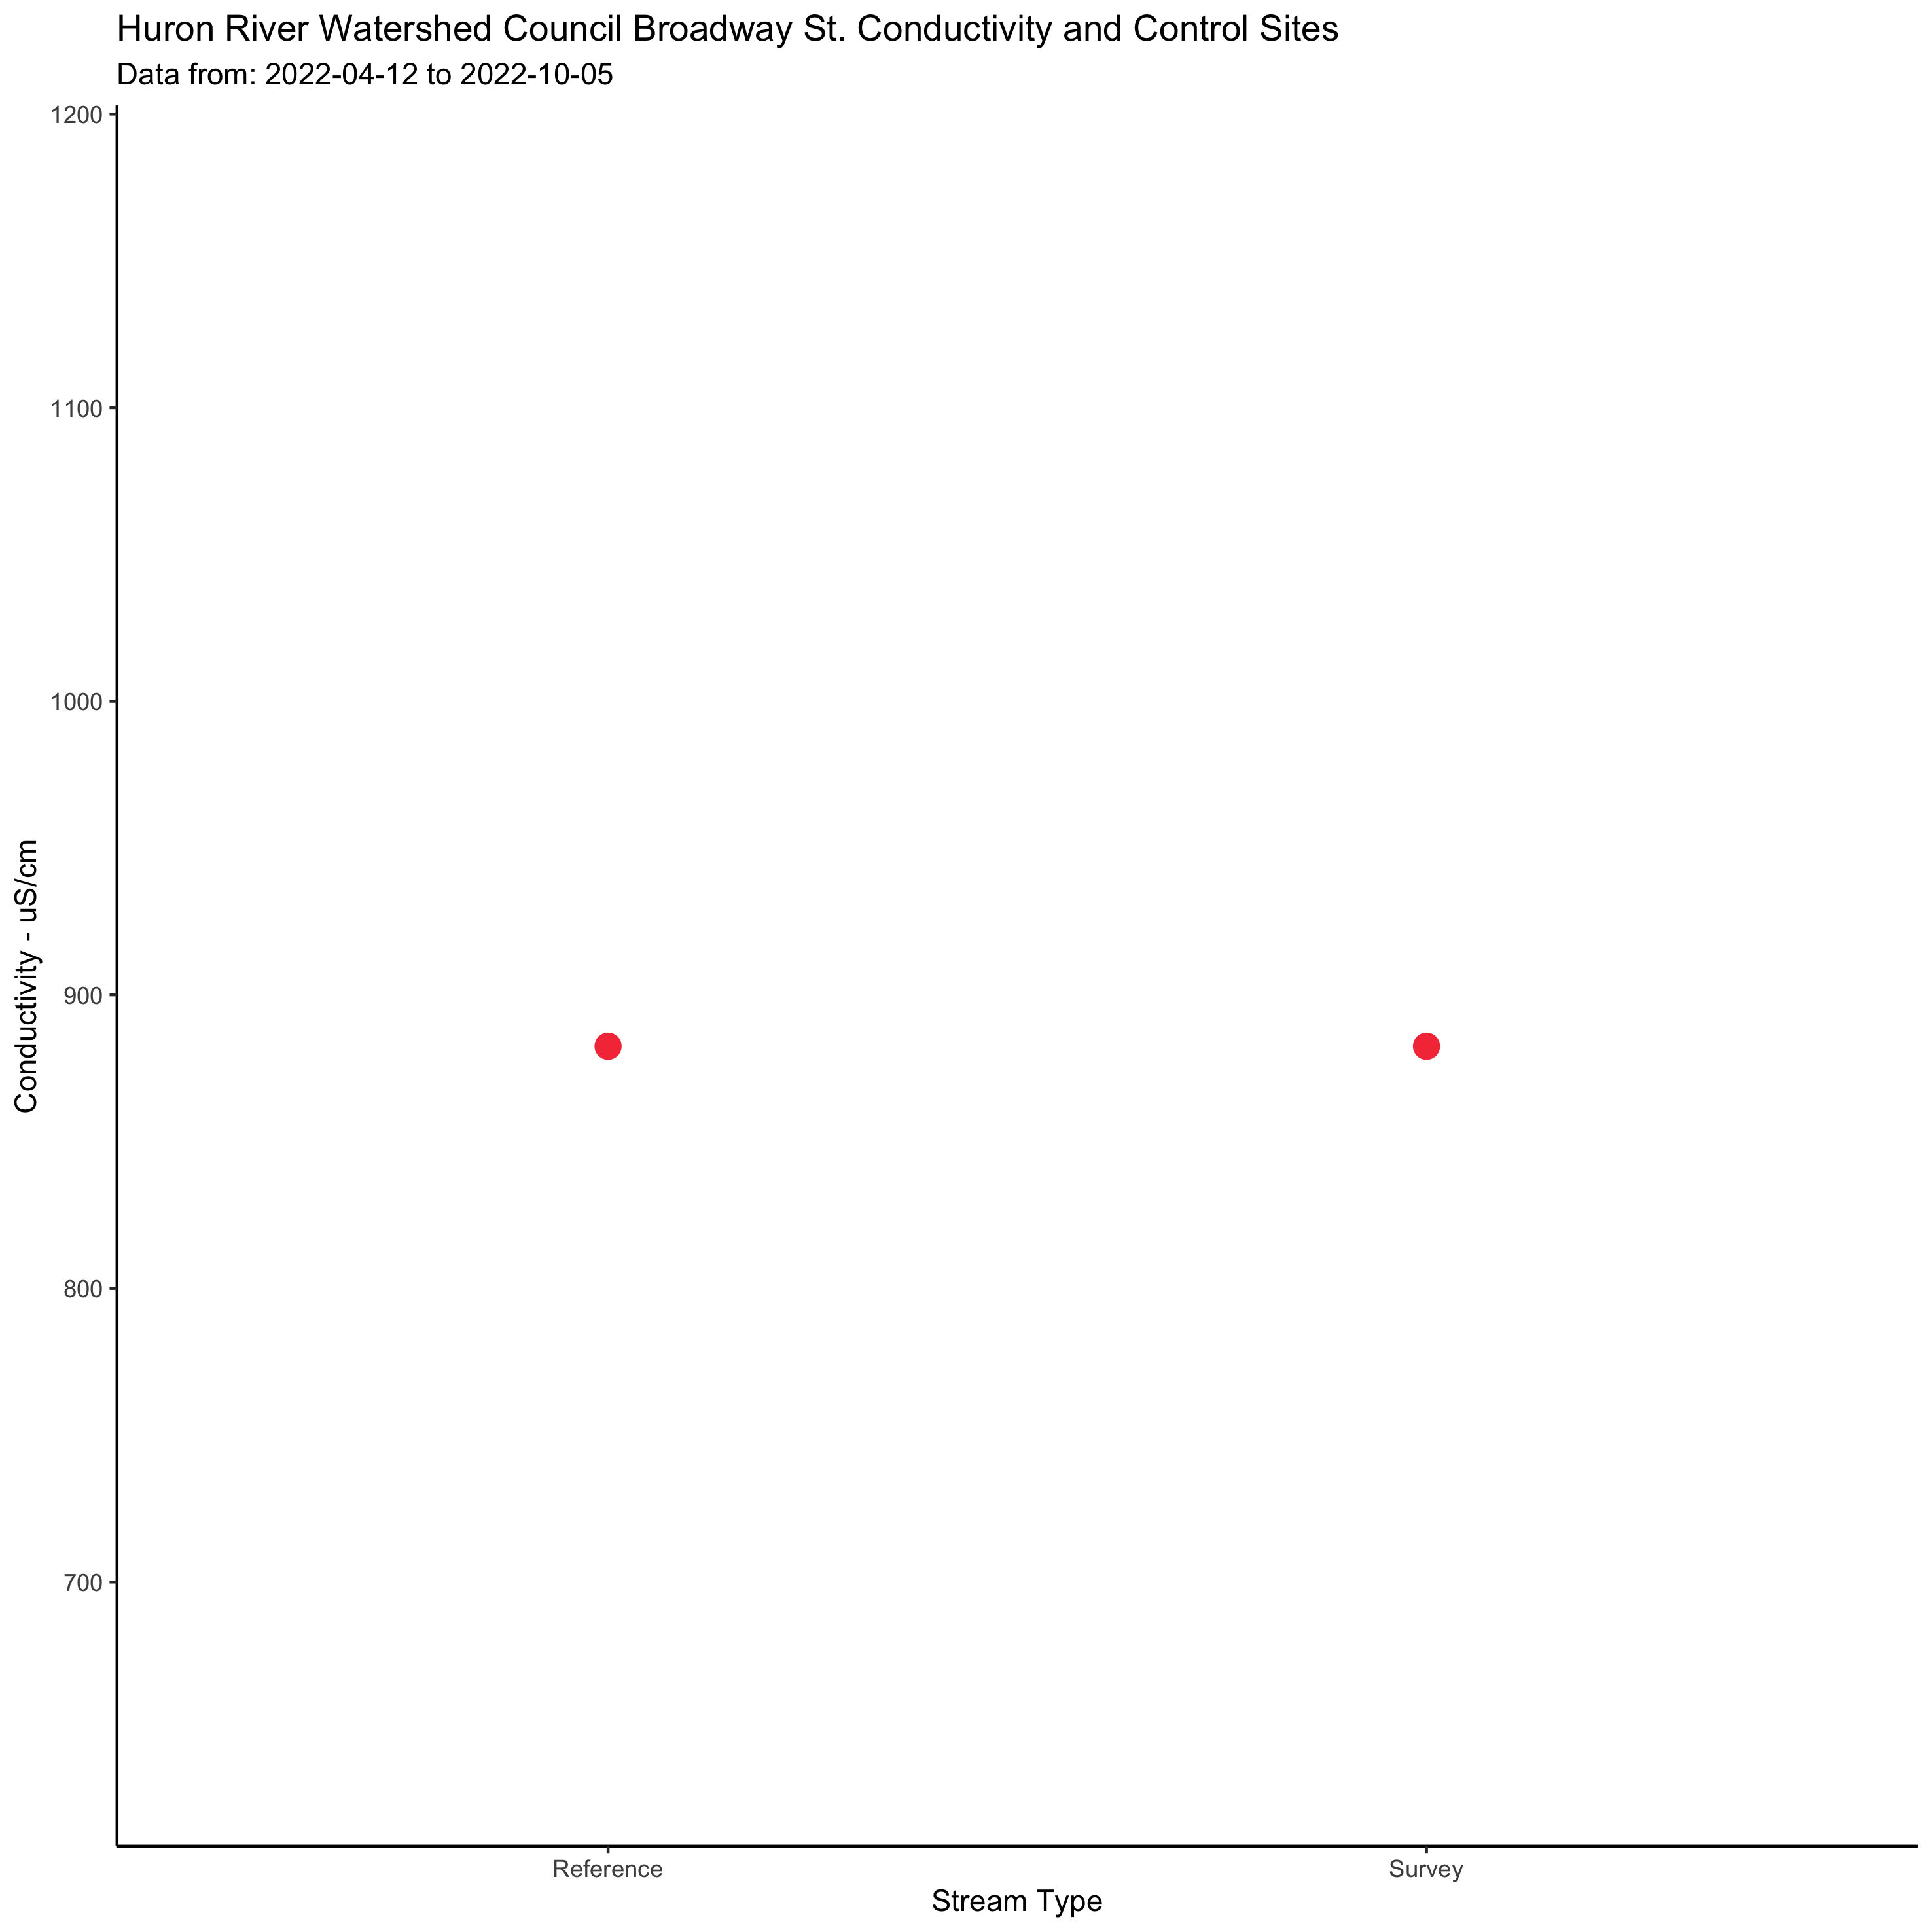 Huron River Watershed Council Broadway St. Conductivity and Control Sites
Data from: 2022-04-12 to 2022-10-05
1200
1100
1000
900
800
700
Conductivity - uS/cm
Reference
Survey
Stream Type